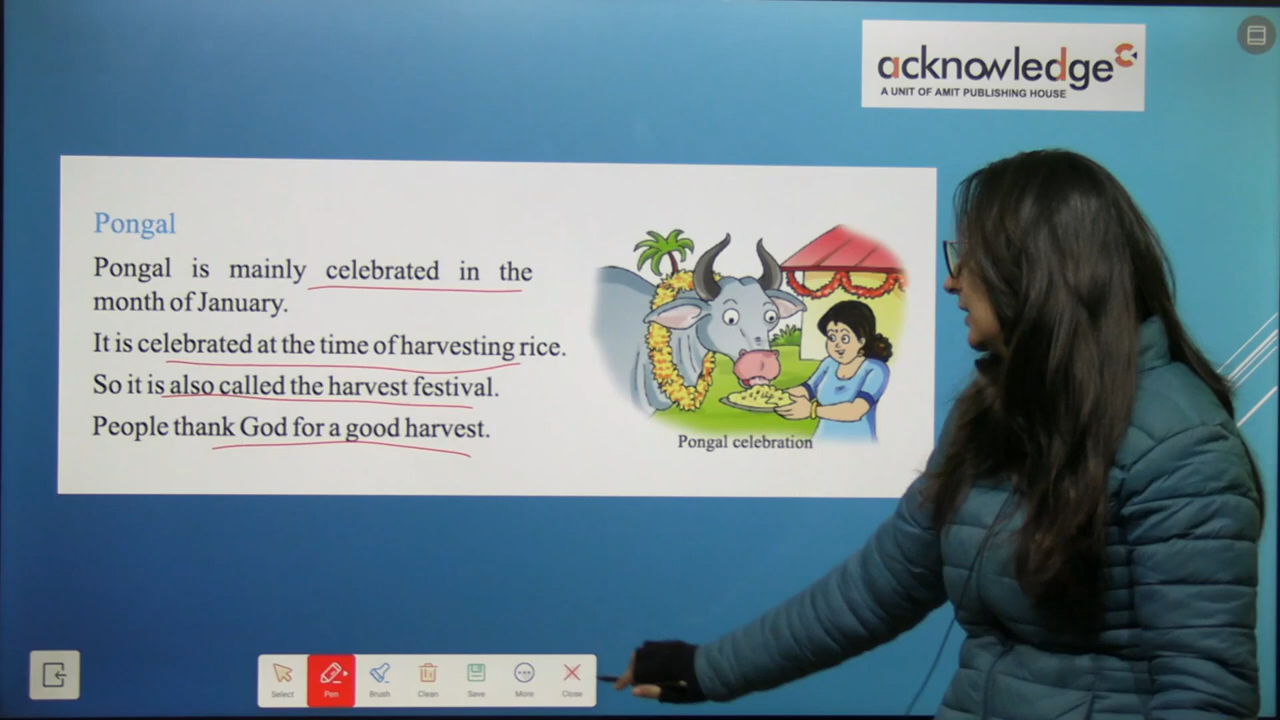 acknowledge
A UNIT OF AMIT PUBLISHING HOUSE
Pongal
Pongal is mainly celebrated in the
month of January.
It is celebrated at the time of harvesting rice.
So it is also called the harvest festival.
People thank God for a good harvest.
Pongal celebration
Select Pen Brush Clean Save More Close